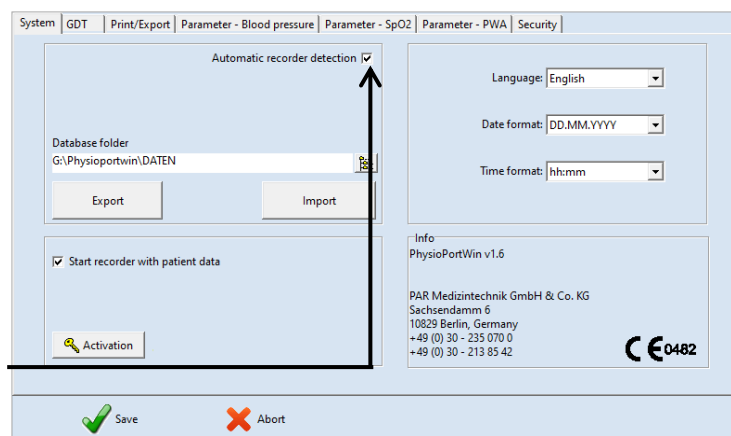 System GDT Print/Export Parameter - Blood pressure Parameter - SpO2 Parameter - PWA Security
Automatic recorder detection
Database folder
G:\Physioportwin\DATEN
Export Import
Start recorder with patient data
Activation
Language: English
Date format: DD.MM.YYYY
Time format: hh:mm
Info
PhysioPortWin v1.6
PAR Medizintechnik GmbH & Co. KG
Sachsendamm 6
10829 Berlin, Germany
+49 (0) 30 - 235 070 0
+49 (0) 30 - 213 85 42
CE0482
Save Abort